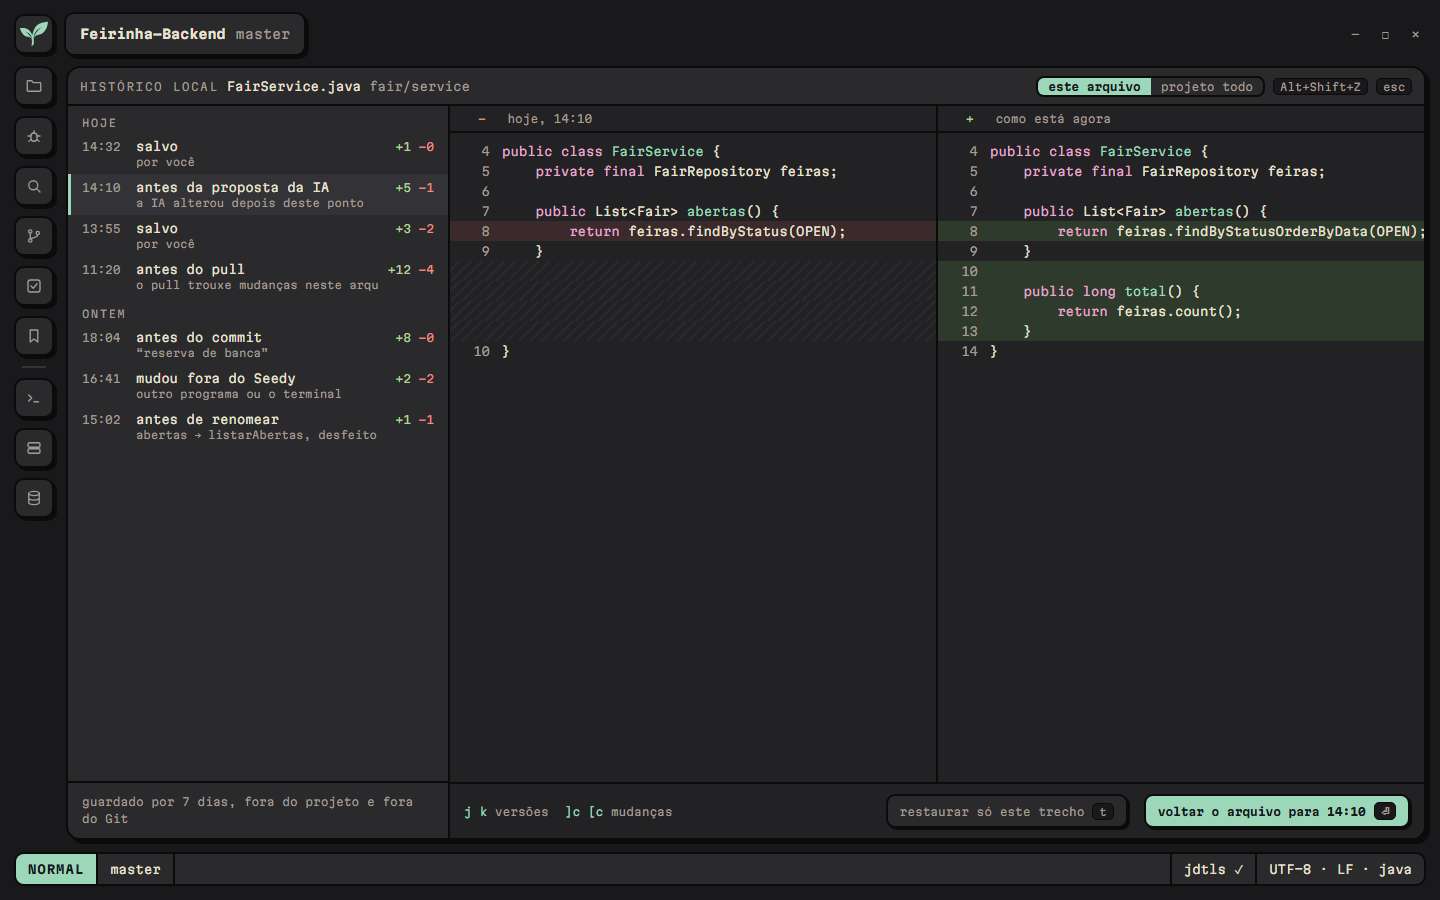 Feirinha-Backend master
HISTÓRICO LOCAL FairService.java fair/service
este arquivo projeto todo Alt+Shift+Z esc
HOJE
14:32 salvo +1 −0
por você
14:10 antes da proposta da IA +5 −1
a IA alterou depois deste ponto
13:55 salvo +3 −2
por você
11:20 antes do pull +12 −4
o pull trouxe mudanças neste arqu
ONTEM
18:04 antes do commit +8 −0
“reserva de banca”
16:41 mudou fora do Seedy +2 −2
outro programa ou o terminal
15:02 antes de renomear +1 −1
abertas → listarAbertas, desfeito
guardado por 7 dias, fora do projeto e fora
do Git
− hoje, 14:10
4 public class FairService {
5 private final FairRepository feiras;
6
7 public List<Fair> abertas() {
8 return feiras.findByStatus(OPEN);
9 }
10 }
+ como está agora
4 public class FairService {
5 private final FairRepository feiras;
6
7 public List<Fair> abertas() {
8 return feiras.findByStatusOrderByData(OPEN);
9 }
10
11 public long total() {
12 return feiras.count();
13 }
14 }
j k versões ]c [c mudanças
restaurar só este trecho t
voltar o arquivo para 14:10 ⏎
NORMAL master
jdtls ✓ UTF-8 · LF · java